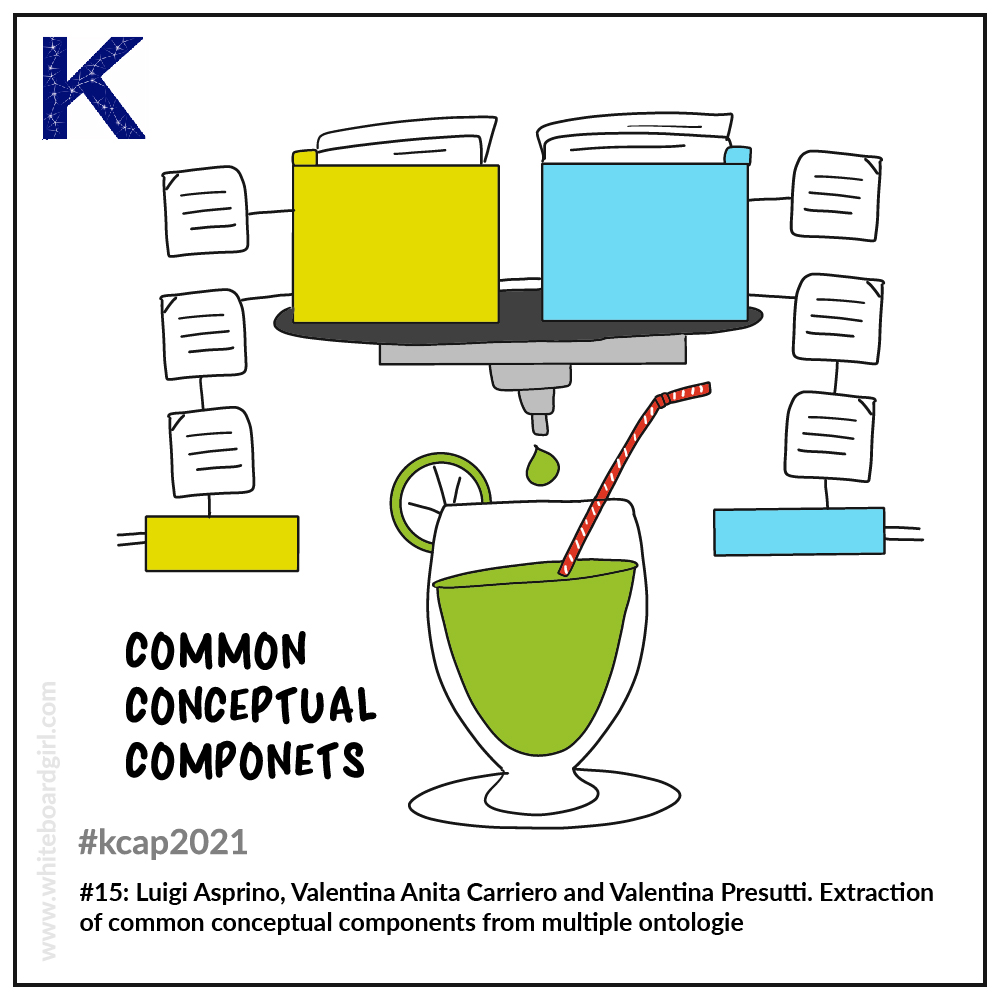 K
COMMON
CONCEPTUAL
COMPONETS
#kcap2021
#15: Luigi Asprino, Valentina Anita Carriero and Valentina Presutti. Extraction
of common conceptual components from multiple ontologie
www.whiteboardgirl.com